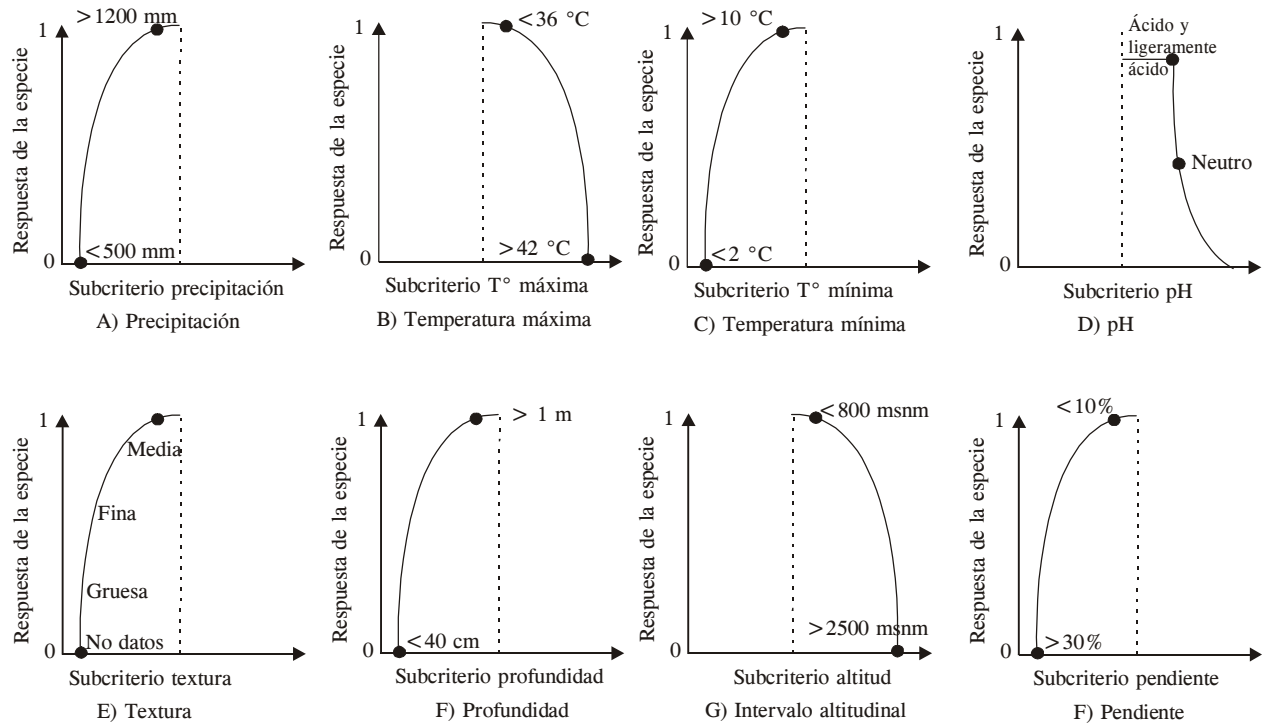 >1200 mm
1
Respuesta de la especie
<500 mm
0
Subcriterio precipitación
A) Precipitación
<36 °C
1
Respuesta de la especie
>42 °C
0
Subcriterio T° máxima
B) Temperatura máxima
>10 °C
1
Respuesta de la especie
<2 °C
0
Subcriterio T° mínima
C) Temperatura mínima
Ácido y
ligeramente
ácido
1
Respuesta de la especie
Neutro
0
Subcriterio pH
D) pH
1
Respuesta de la especie
Media
Fina
Gruesa
No datos
0
Subcriterio textura
E) Textura
> 1 m
1
Respuesta de la especie
<40 cm
0
Subcriterio profundidad
F) Profundidad
<800 msnm
1
Respuesta de la especie
>2500 msnm
0
Subcriterio altitud
G) Intervalo altitudinal
<10%
1
Respuesta de la especie
>30%
0
Subcriterio pendiente
F) Pendiente